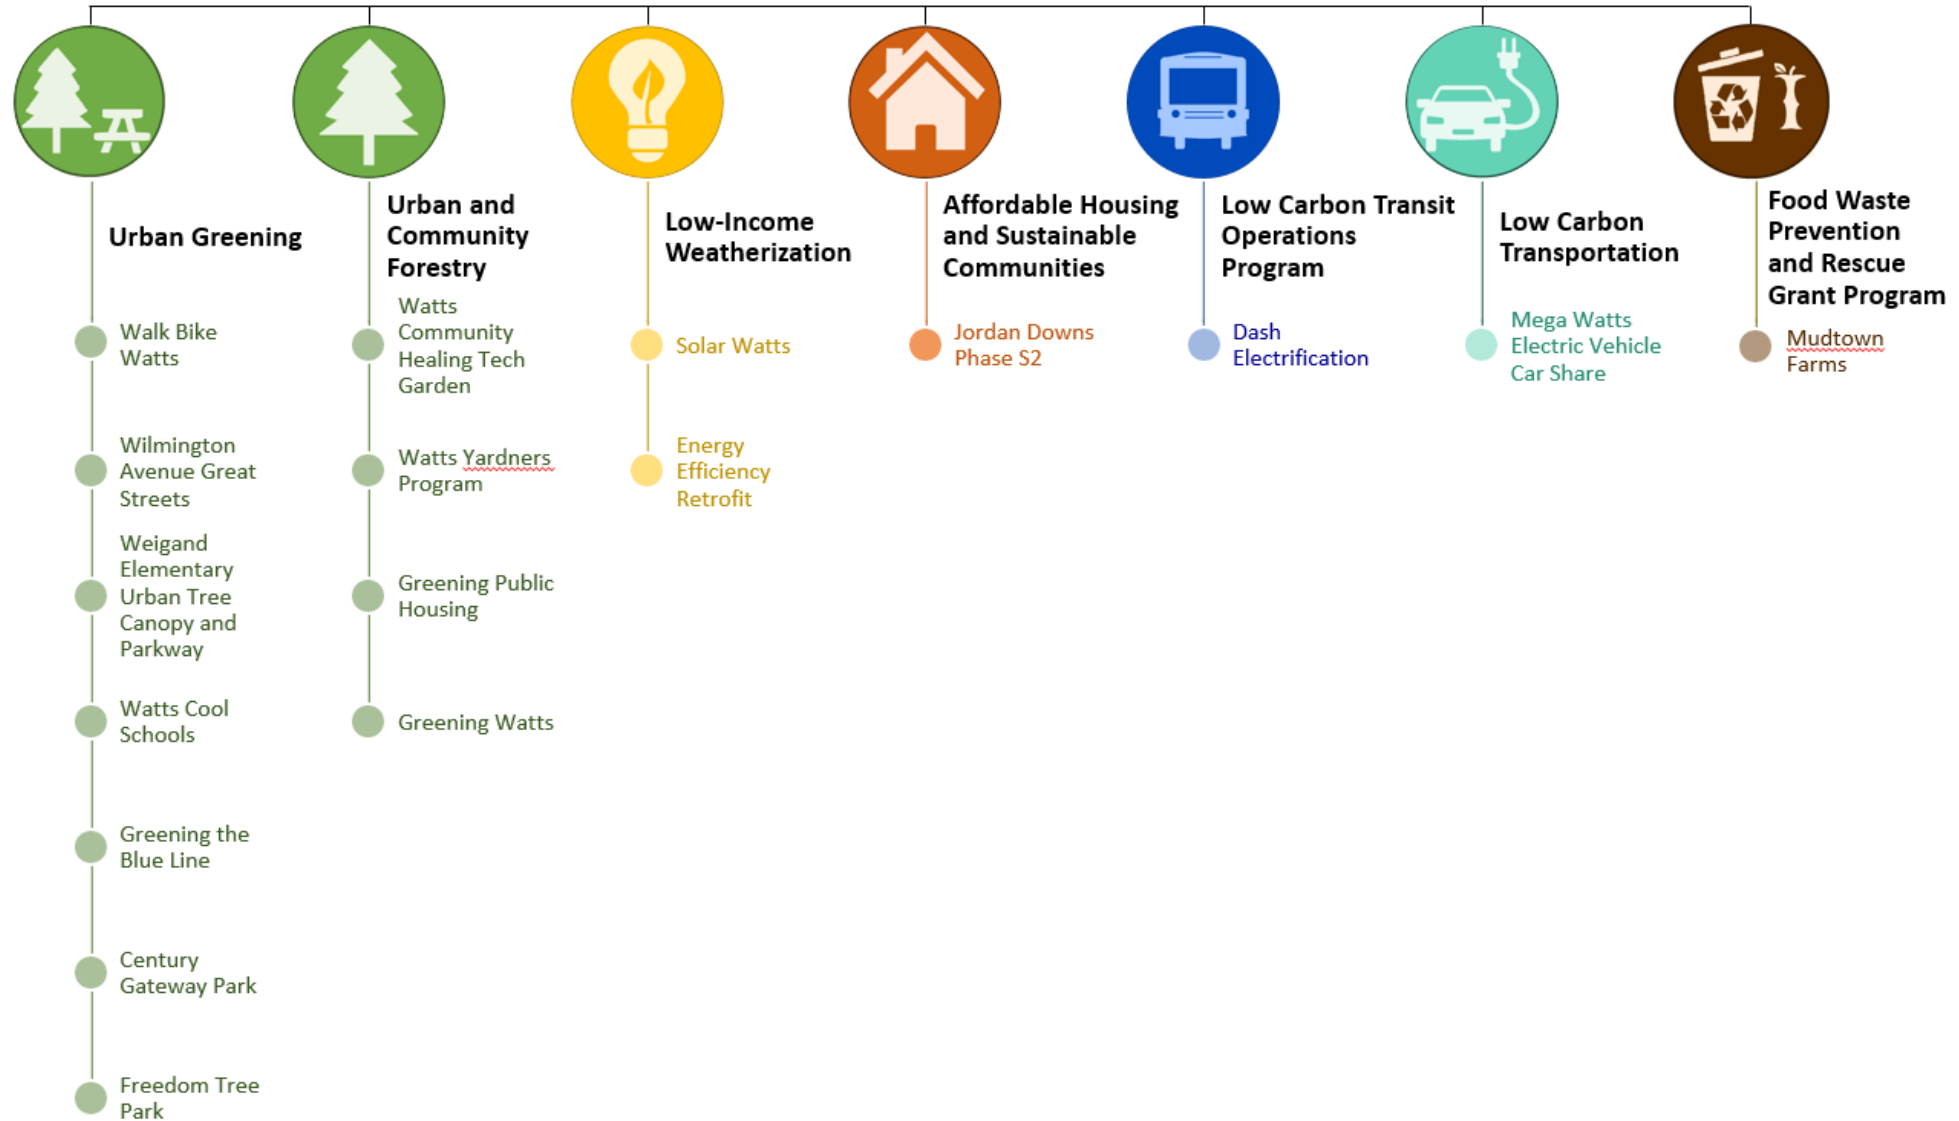 Urban Greening
Walk Bike
Watts
Wilmington
Avenue Great
Streets
Weigand
Elementary
Urban Tree
Canopy and
Parkway
Watts Cool
Schools
Greening the
Blue Line
Century
Gateway Park
Freedom Tree
Park
Urban and
Community
Forestry
Watts
Community
Healing Tech
Garden
Watts Yardners
Program
Greening Public
Housing
Greening Watts
Low-Income
Weatherization
Solar Watts
Energy
Efficiency
Retrofit
Affordable Housing
and Sustainable
Communities
Jordan Downs
Phase S2
Low Carbon Transit
Operations
Program
Dash
Electrification
Low Carbon
Transportation
Mega Watts
Electric Vehicle
Car Share
Food Waste
Prevention
and Rescue
Grant Program
Mudtown
Farms